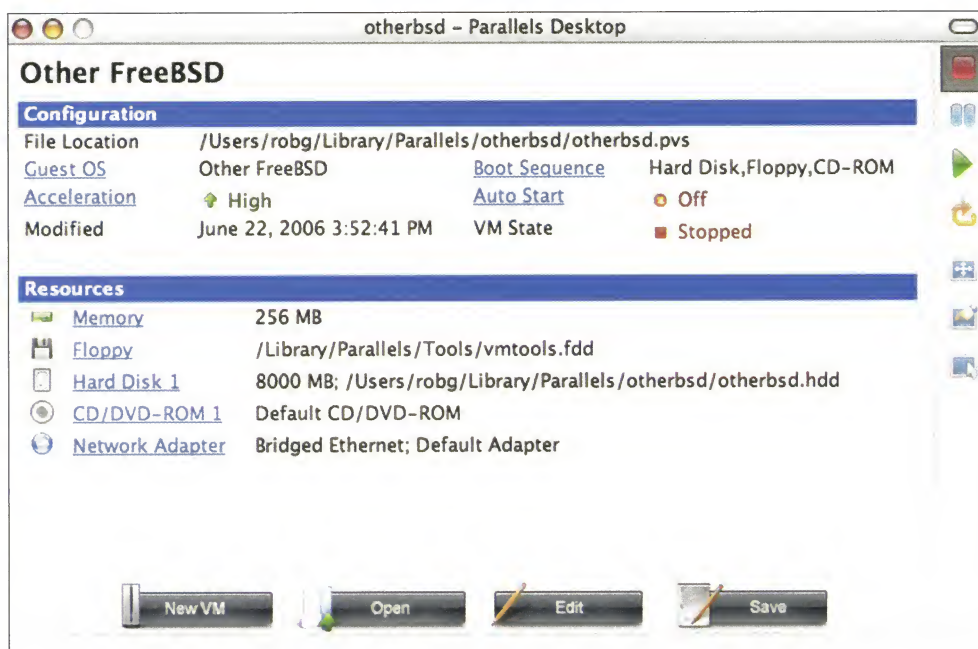 otherbsd – Parallels Desktop
Other FreeBSD
Configuration
File Location /Users/robg/Library/Parallels/otherbsd/otherbsd.pvs
Guest OS Other FreeBSD Boot Sequence Hard Disk,Floppy,CD-ROM
Acceleration High Auto Start Off
Modified June 22, 2006 3:52:41 PM VM State Stopped
Resources
Memory 256 MB
Floppy /Library/Parallels/Tools/vmtools.fdd
Hard Disk 1 8000 MB; /Users/robg/Library/Parallels/otherbsd/otherbsd.hdd
CD/DVD-ROM 1 Default CD/DVD-ROM
Network Adapter Bridged Ethernet; Default Adapter
New VM Open Edit Save